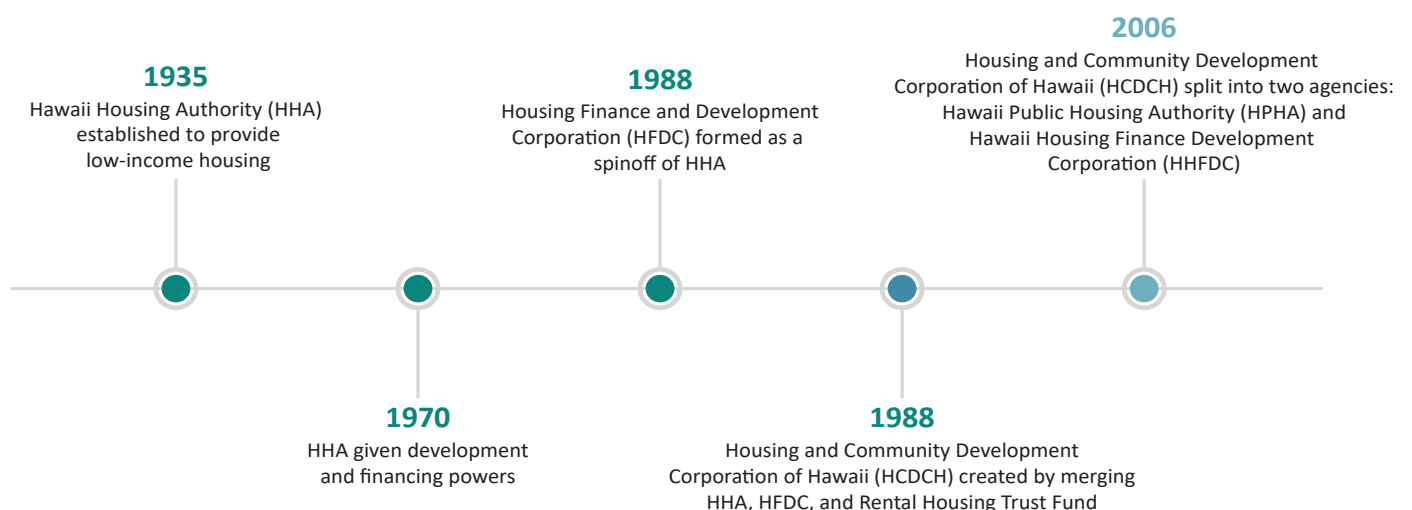 1935
Hawaii Housing Authority (HHA)
established to provide
low-income housing
1970
HHA given development
and financing powers
1988
Housing Finance and Development
Corporation (HFDC) formed as a
spinoff of HHA
1988
Housing and Community Development
Corporation of Hawaii (HCDCH) created by merging
HHA, HFDC, and Rental Housing Trust Fund
2006
Housing and Community Development
Corporation of Hawaii (HCDCH) split into two agencies:
Hawaii Public Housing Authority (HPHA) and
Hawaii Housing Finance Development
Corporation (HHFDC)